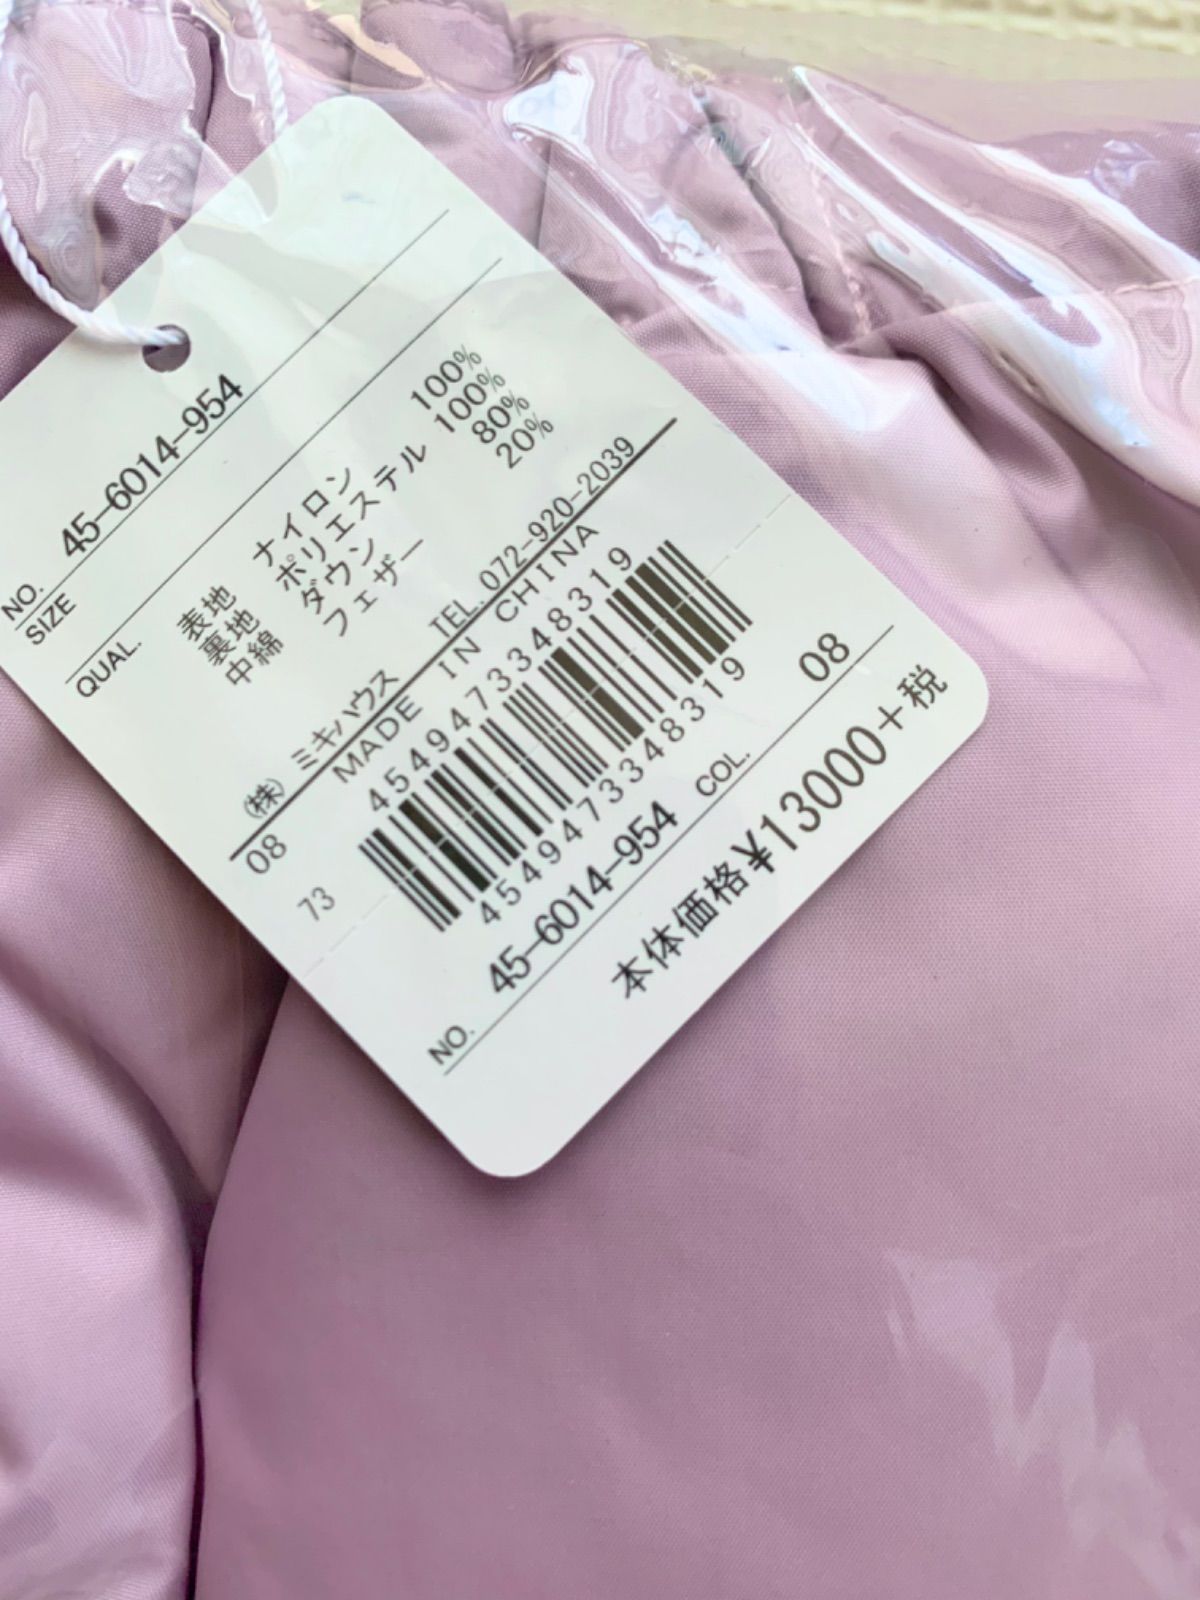 NO. 45-6014-954
SIZE
QUAL.
表地 ナイロン 100%
裏地 ポリエステル 100%
中綿 ダウン 80%
フェザー 20%
㈱ ミキハウス TEL. 072-920-2039
08 MADE IN CHINA
4549473348319
73
4549473348319
NO. 45-6014-954 COL. 08
本体価格¥13000+税